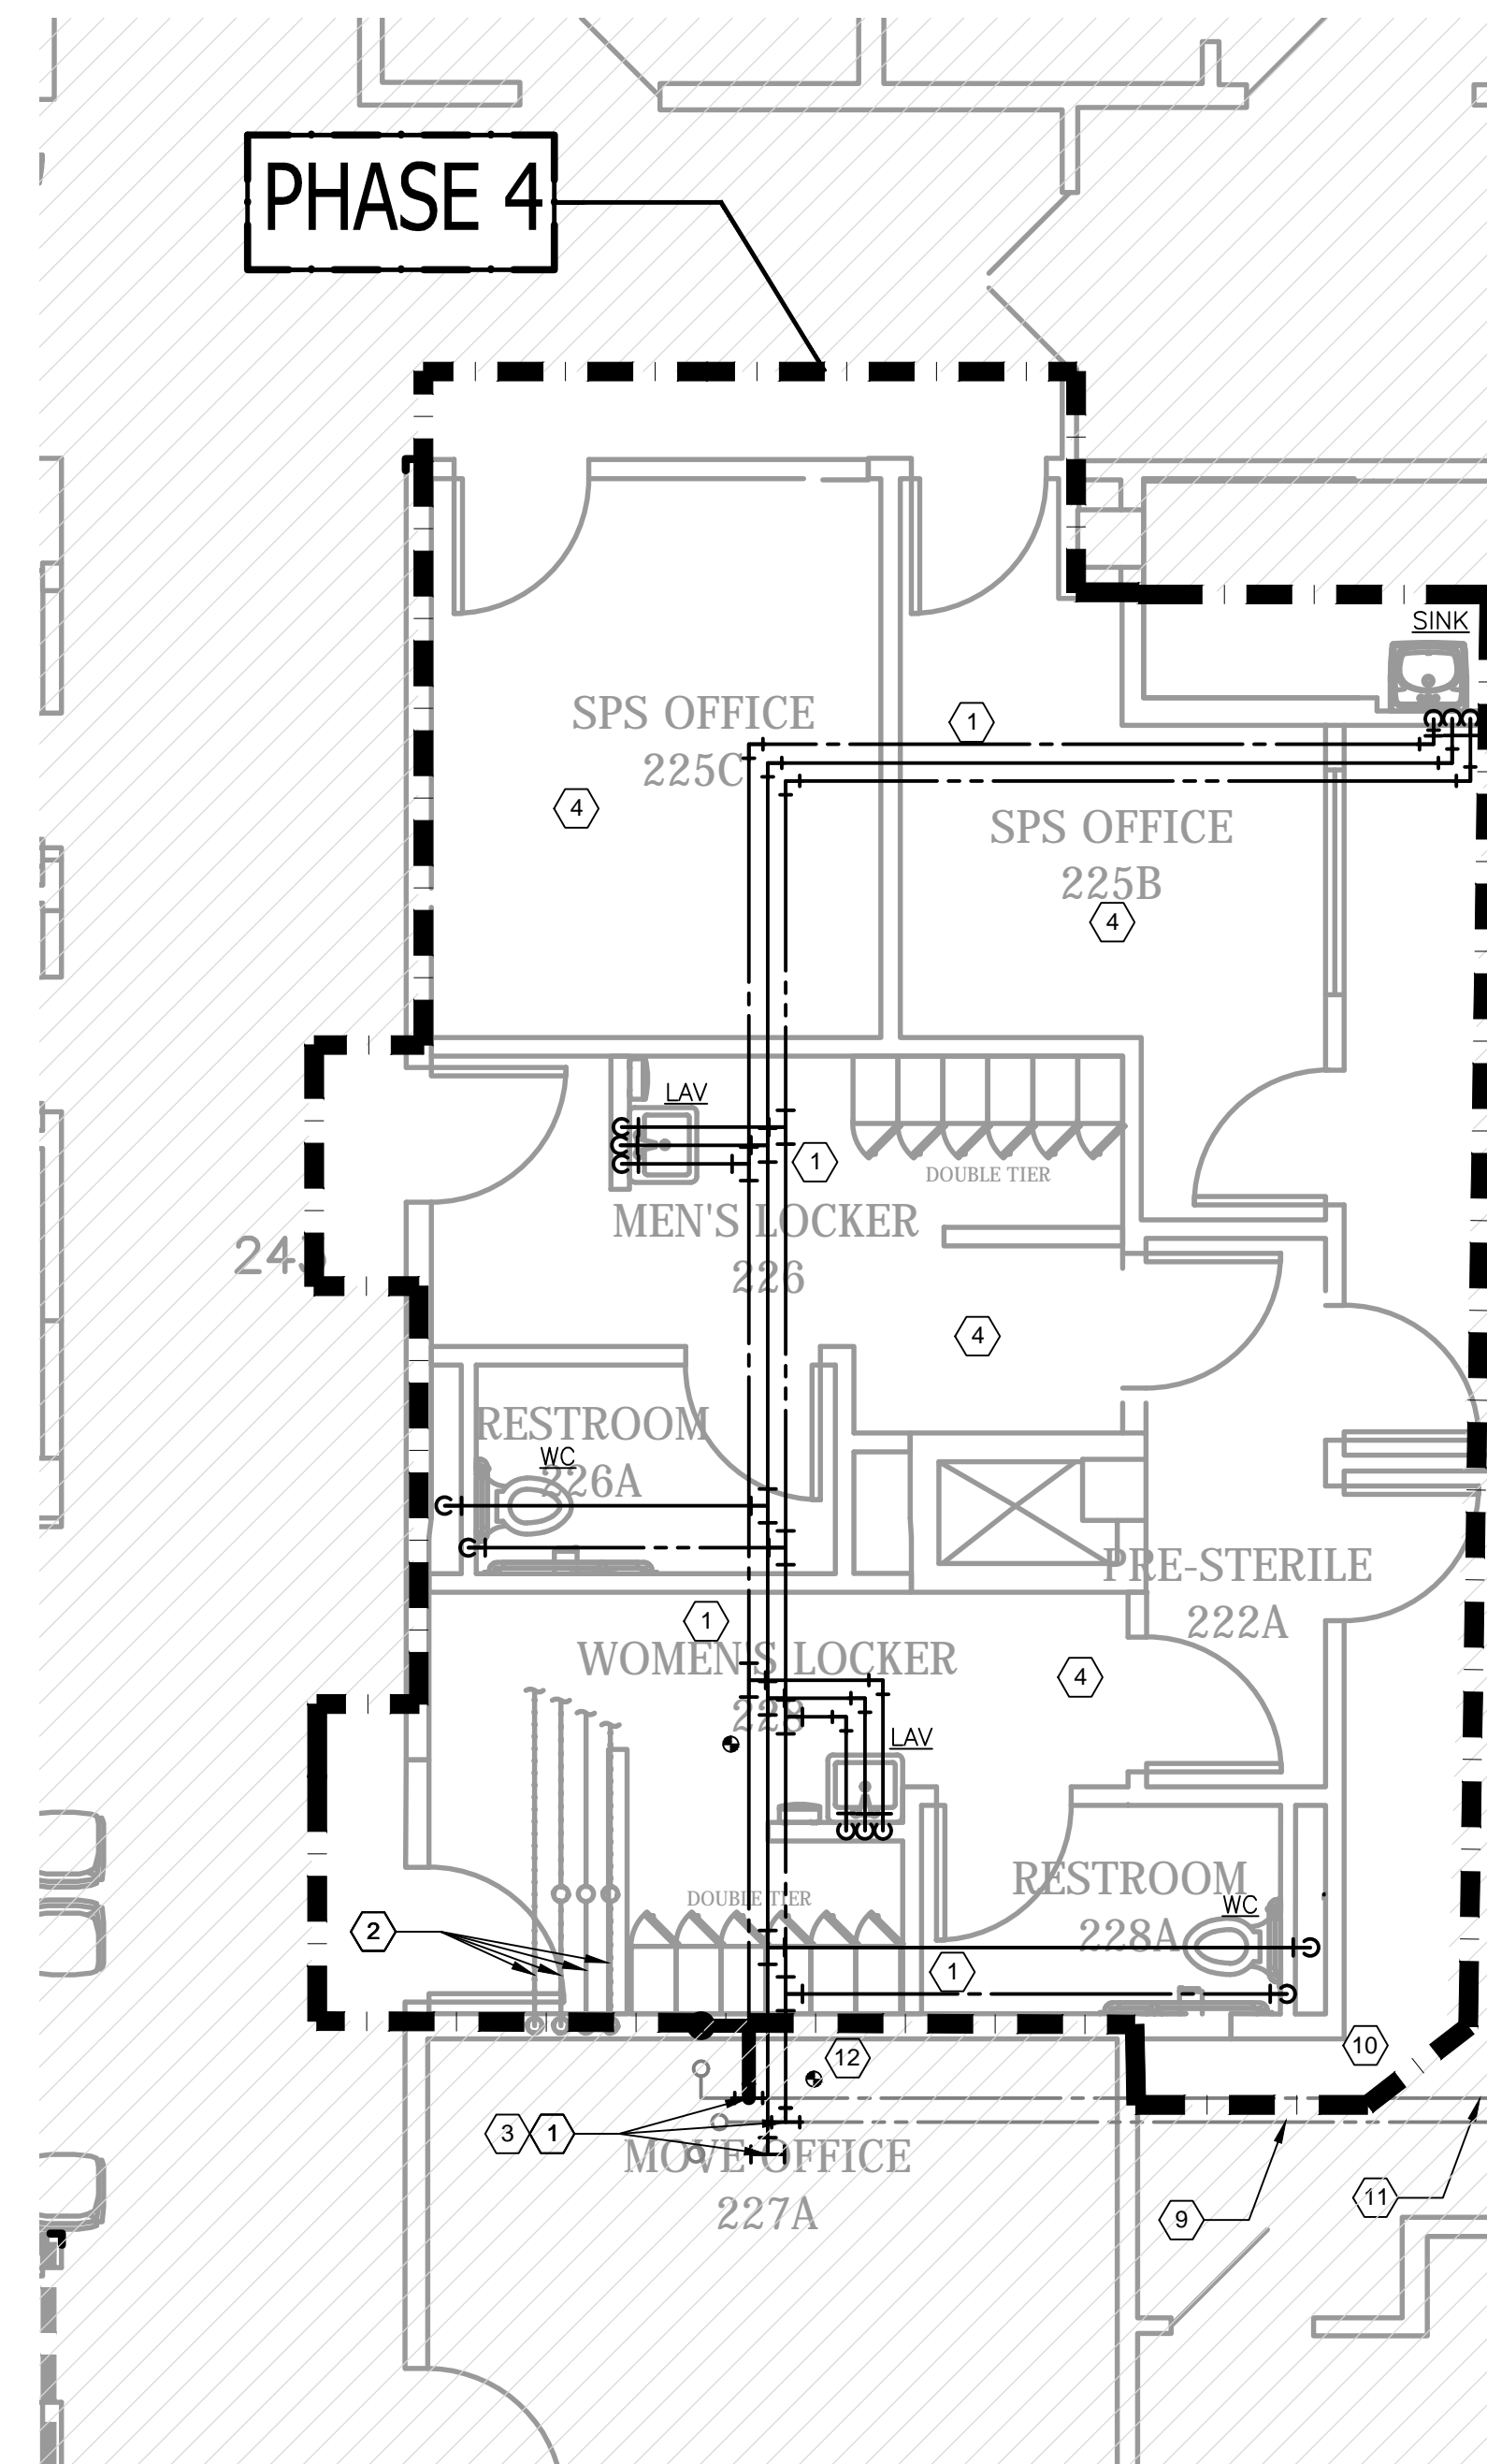 PHASE 4
SINK
SPS OFFICE
225C
1
4
SPS OFFICE
225B
4
LAV
1
DOUBLE TIER
MEN'S LOCKER
226
4
RESTROOM
WC
226A
PRE-STERILE
222A
1
WOMEN'S LOCKER
4
LAV
DOUBLE TIER
RESTROOM
WC
228A
2
1
12
10
3
1
MOVE OFFICE
227A
9
11